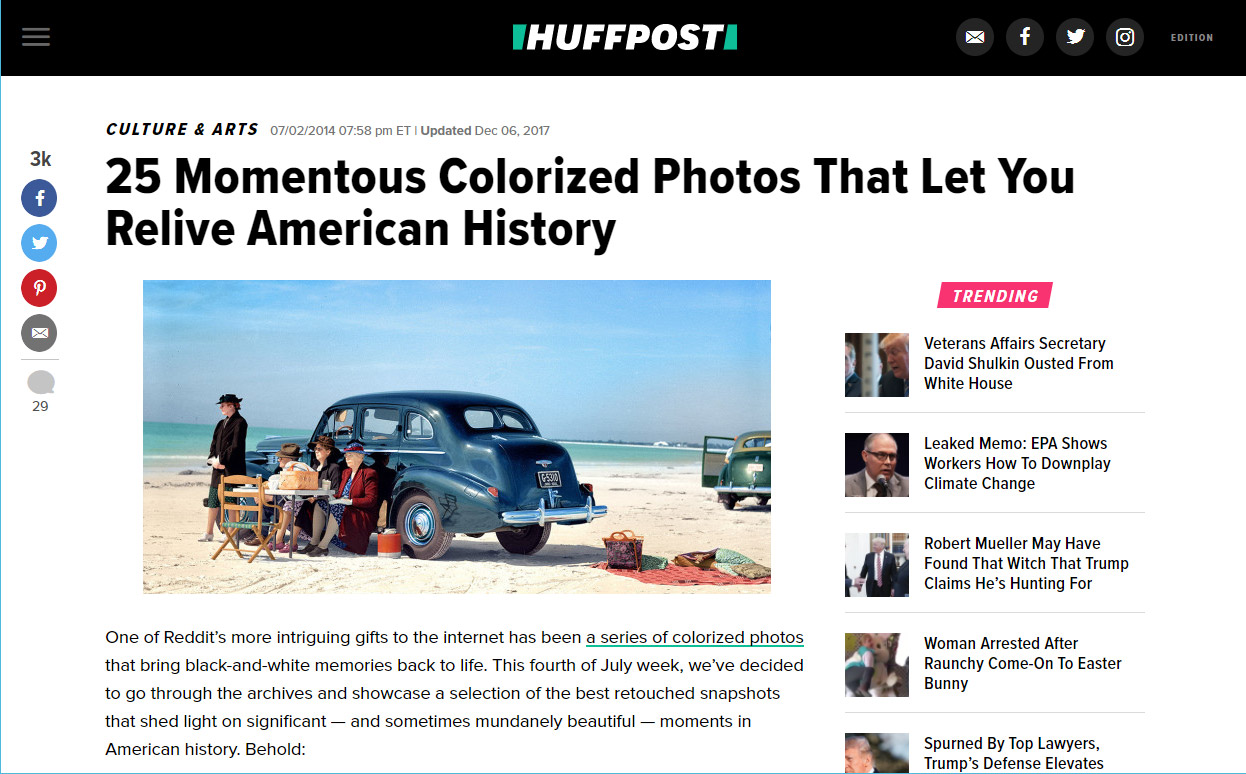 HUFFPOST
EDITION
CULTURE & ARTS 07/02/2014 07:58 pm ET | Updated Dec 06, 2017
25 Momentous Colorized Photos That Let You
Relive American History
3k
29
G-5310
One of Reddit’s more intriguing gifts to the internet has been a series of colorized photos
that bring black-and-white memories back to life. This fourth of July week, we’ve decided
to go through the archives and showcase a selection of the best retouched snapshots
that shed light on significant — and sometimes mundanely beautiful — moments in
American history. Behold:
TRENDING
Veterans Affairs Secretary
David Shulkin Ousted From
White House
Leaked Memo: EPA Shows
Workers How To Downplay
Climate Change
Robert Mueller May Have
Found That Witch That Trump
Claims He’s Hunting For
Woman Arrested After
Raunchy Come-On To Easter
Bunny
Spurned By Top Lawyers,
Trump’s Defense Elevates